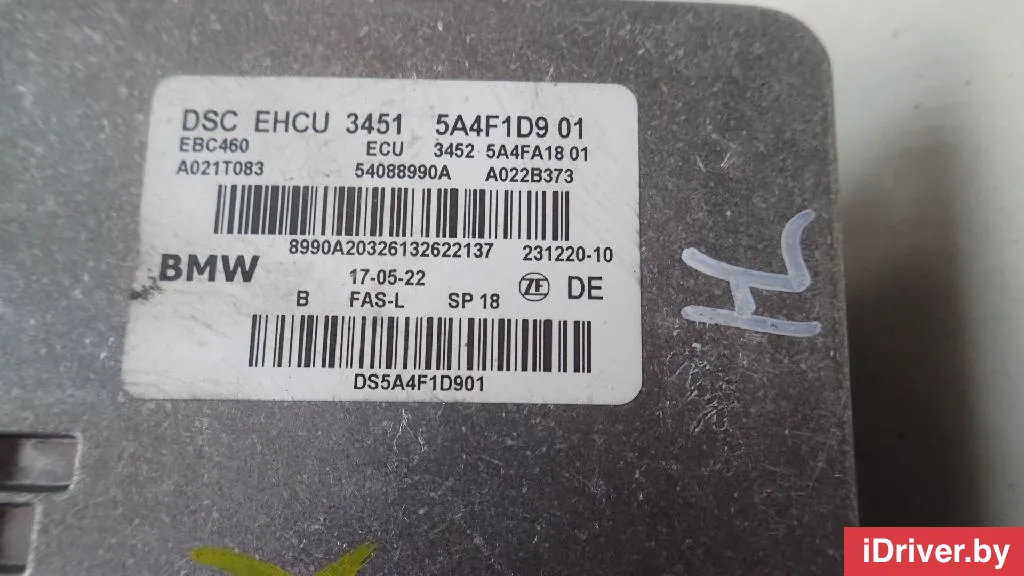 DSC EHCU 3451 5A4F1D9 01
EBC460 ECU 3452 5A4FA18 01
A021T083 54088990A A022B373
8990A20326132622137 231220-10
BMW 17-05-22 ZF DE
B FAS-L SP 18
DS5A4F1D901
iDriver.by